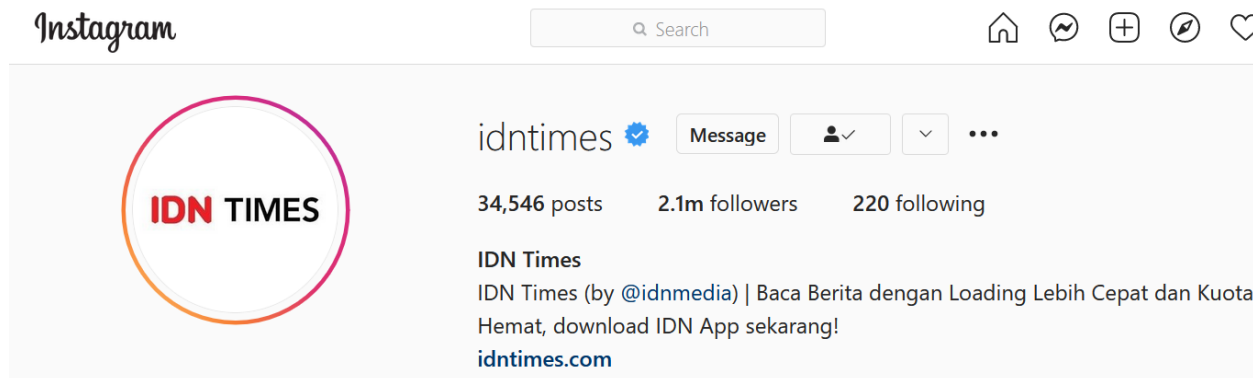 Instagram
Search
idntimes
Message
34,546 posts 2.1m followers 220 following
IDN TIMES
IDN Times
IDN Times (by @idnmedia) | Baca Berita dengan Loading Lebih Cepat dan Kuota
Hemat, download IDN App sekarang!
idntimes.com